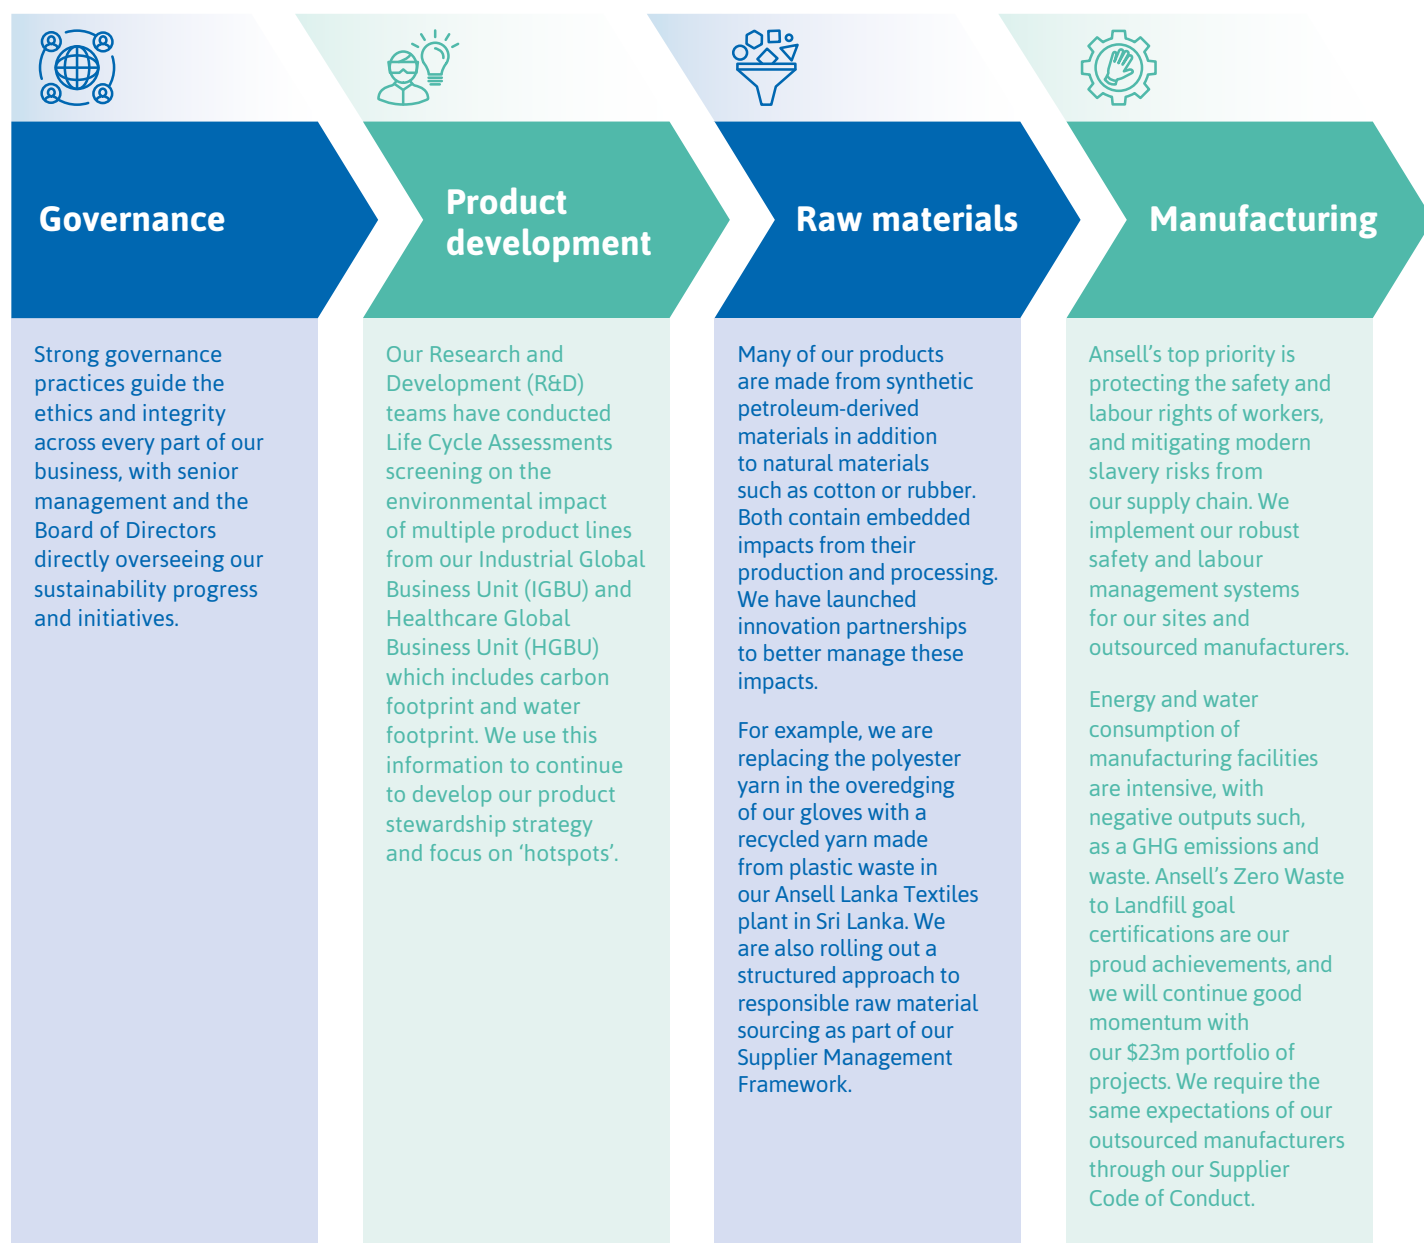 Governance
Strong governance
practices guide the
ethics and integrity
across every part of our
business, with senior
management and the
Board of Directors
directly overseeing our
sustainability progress
and initiatives.
Product
development
Our Research and
Development (R&D)
teams have conducted
Life Cycle Assessments
screening on the
environmental impact
of multiple product lines
from our Industrial Global
Business Unit (IGBU) and
Healthcare Global
Business Unit (HGBU)
which includes carbon
footprint and water
footprint. We use this
information to continue
to develop our product
stewardship strategy
and focus on ‘hotspots’.
Raw materials
Many of our products
are made from synthetic
petroleum-derived
materials in addition
to natural materials
such as cotton or rubber.
Both contain embedded
impacts from their
production and processing.
We have launched
innovation partnerships
to better manage these
impacts.
For example, we are
replacing the polyester
yarn in the overedging
of our gloves with a
recycled yarn made
from plastic waste in
our Ansell Lanka Textiles
plant in Sri Lanka. We
are also rolling out a
structured approach to
responsible raw material
sourcing as part of our
Supplier Management
Framework.
Manufacturing
Ansell’s top priority is
protecting the safety and
labour rights of workers,
and mitigating modern
slavery risks from
our supply chain. We
implement our robust
safety and labour
management systems
for our sites and
outsourced manufacturers.
Energy and water
consumption of
manufacturing facilities
are intensive, with
negative outputs such,
as a GHG emissions and
waste. Ansell’s Zero Waste
to Landfill goal
certifications are our
proud achievements, and
we will continue good
momentum with
our $23m portfolio of
projects. We require the
same expectations of our
outsourced manufacturers
through our Supplier
Code of Conduct.